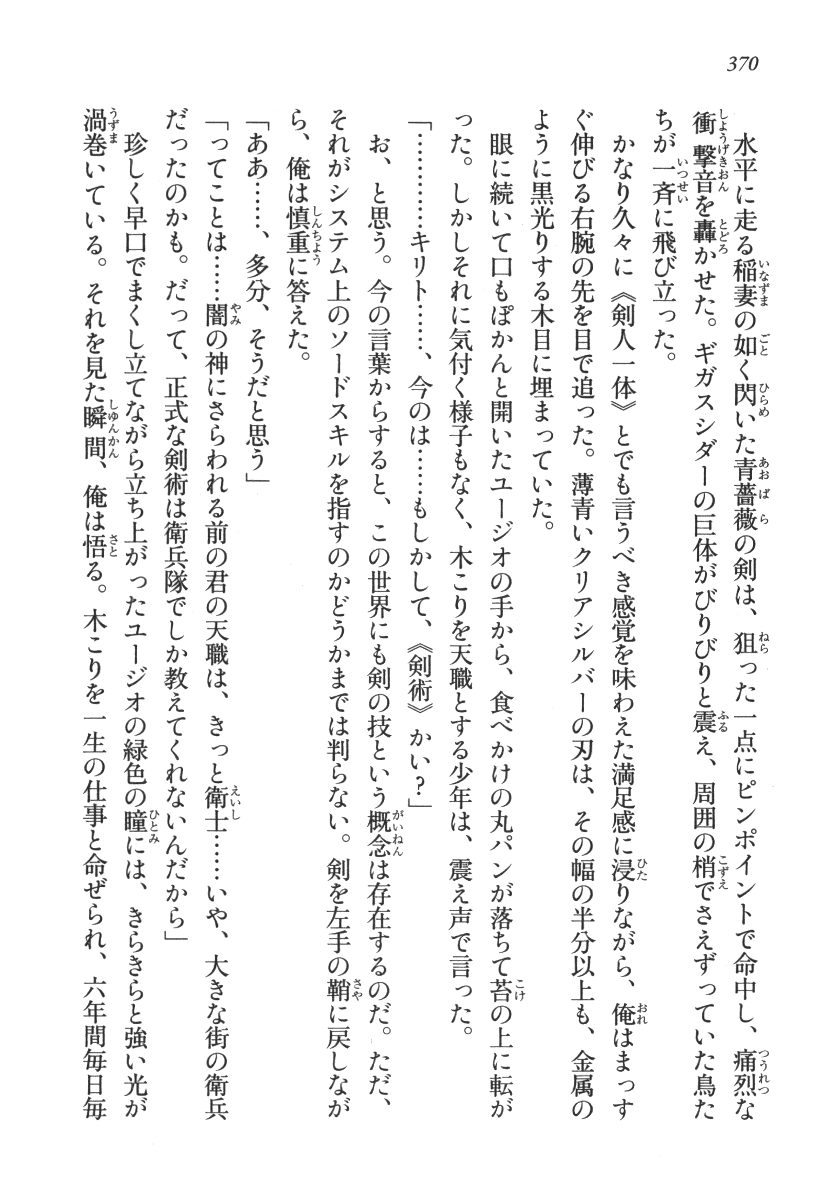 370
水平に走る稲妻の如く閃いた青薔薇の剣は、狙った一点にピンポイントで命中し、痛烈な
衝撃音を轟かせた。ギガスシダーの巨体がびりびりと震え、周囲の梢でさえずっていた鳥た
ちが一斉に飛び立った。
かなり久々に《剣人一体》とでも言うべき感覚を味わえた満足感に浸りながら、俺はまっす
ぐ伸びる右腕の先を目で追った。薄青いクリアシルバーの刃は、その幅の半分以上も、金属の
ように黒光りする木目に埋まっていた。
眼に続いて口もぽかんと開いたユージオの手から、食べかけの丸パンが落ちて苔の上に転が
った。しかしそれに気付く様子もなく、木こりを天職とする少年は、震え声で言った。
「…………キリト……、今のは……もしかして、《剣術》かい？」
お、と思う。今の言葉からすると、この世界にも剣の技という概念は存在するのだ。ただ、
それがシステム上のソードスキルを指すのかどうかまでは判らない。剣を左手の鞘に戻しなが
ら、俺は慎重に答えた。
「ああ……、多分、そうだと思う」
「ってことは……闇の神にさらわれる前の君の天職は、きっと衛士……いや、大きな街の衛兵
だったのかも。だって、正式な剣術は衛兵隊でしか教えてくれないんだから」
珍しく早口でまくし立てながら立ち上がったユージオの緑色の瞳には、きらきらと強い光が
渦巻いている。それを見た瞬間、俺は悟る。木こりを一生の仕事と命ぜられ、六年間毎日毎